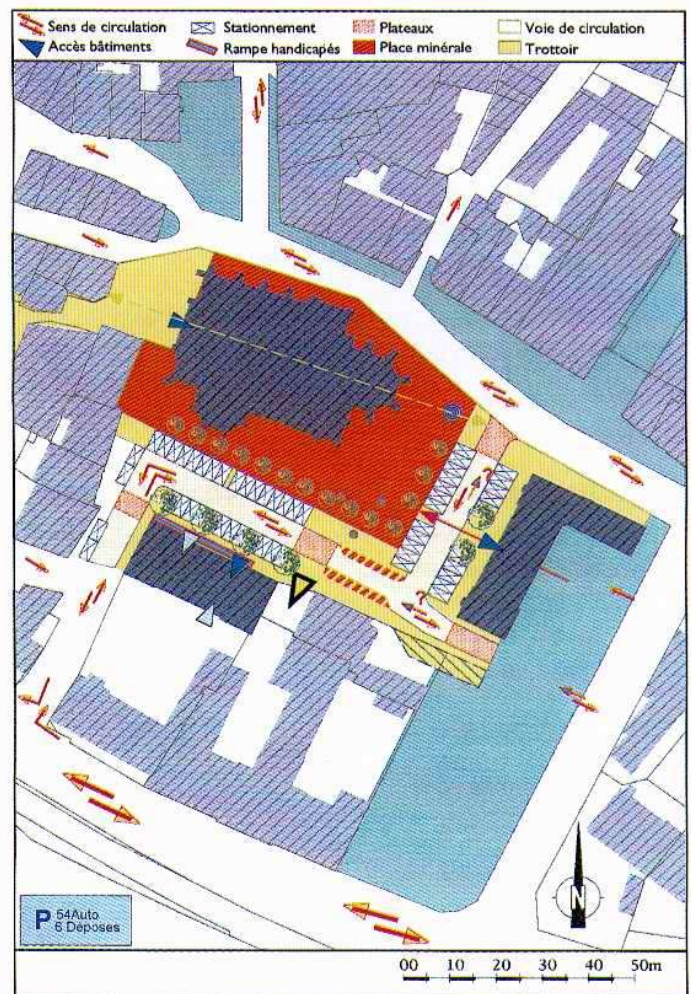 Sens de circulation Stationnement Plateaux Voie de circulation
Accès bâtiments Rampe handicapés Place minérale Trottoir
N
P 54Auto
6 Déposes
00 10 20 30 40 50m